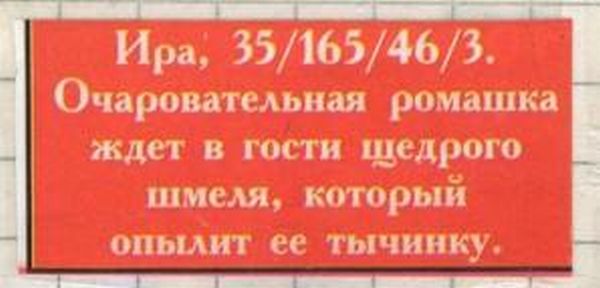 Ира, 35/165/46/3.
Очаровательная ромашка
ждет в гости щедрого
шмеля, который
опылит ее тычинку.